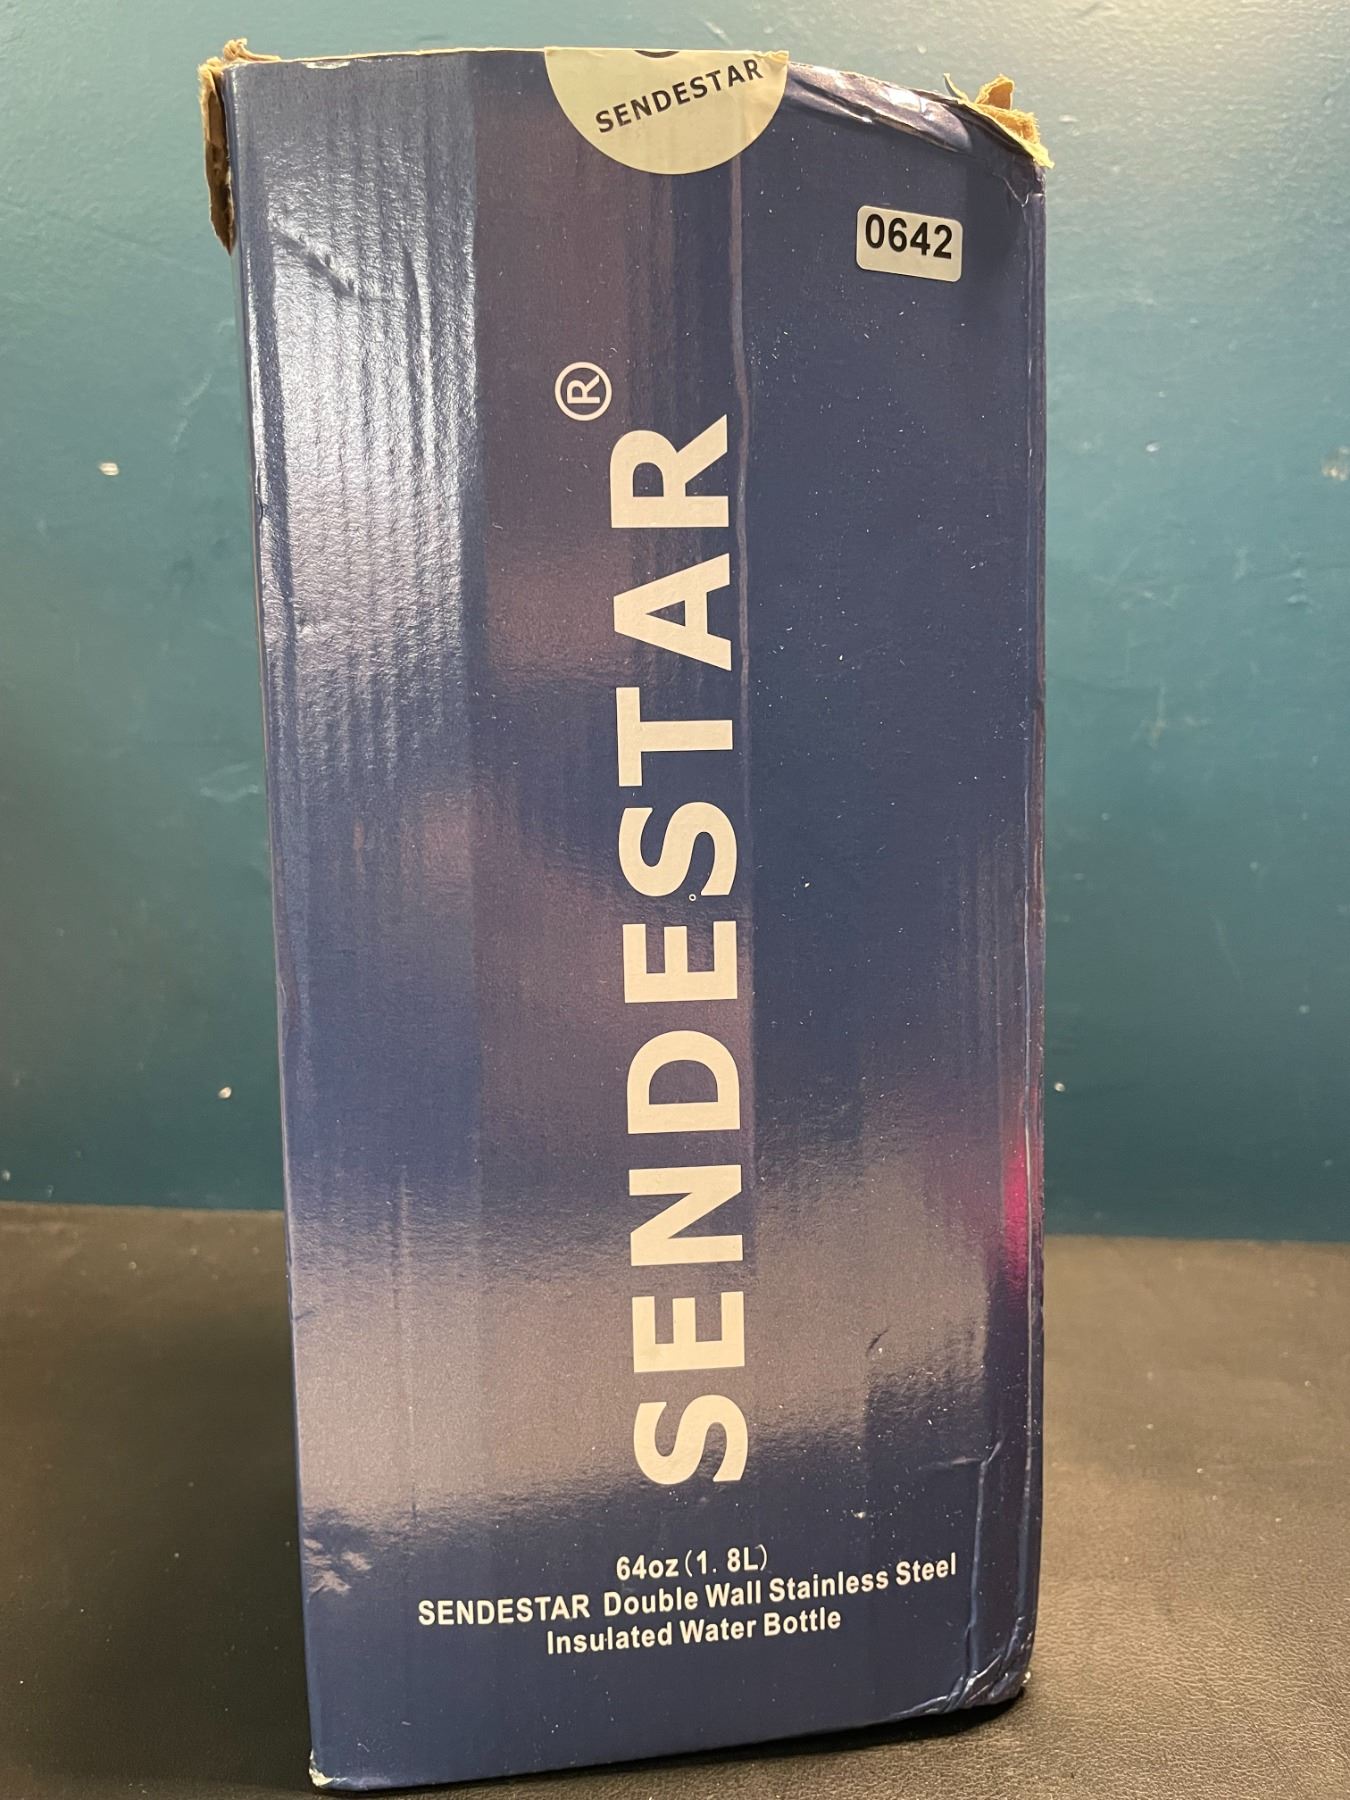 SENDESTAR
0642
SENDESTAR®
64oz(1. 8L)
SENDESTAR Double Wall Stainless Steel
Insulated Water Bottle